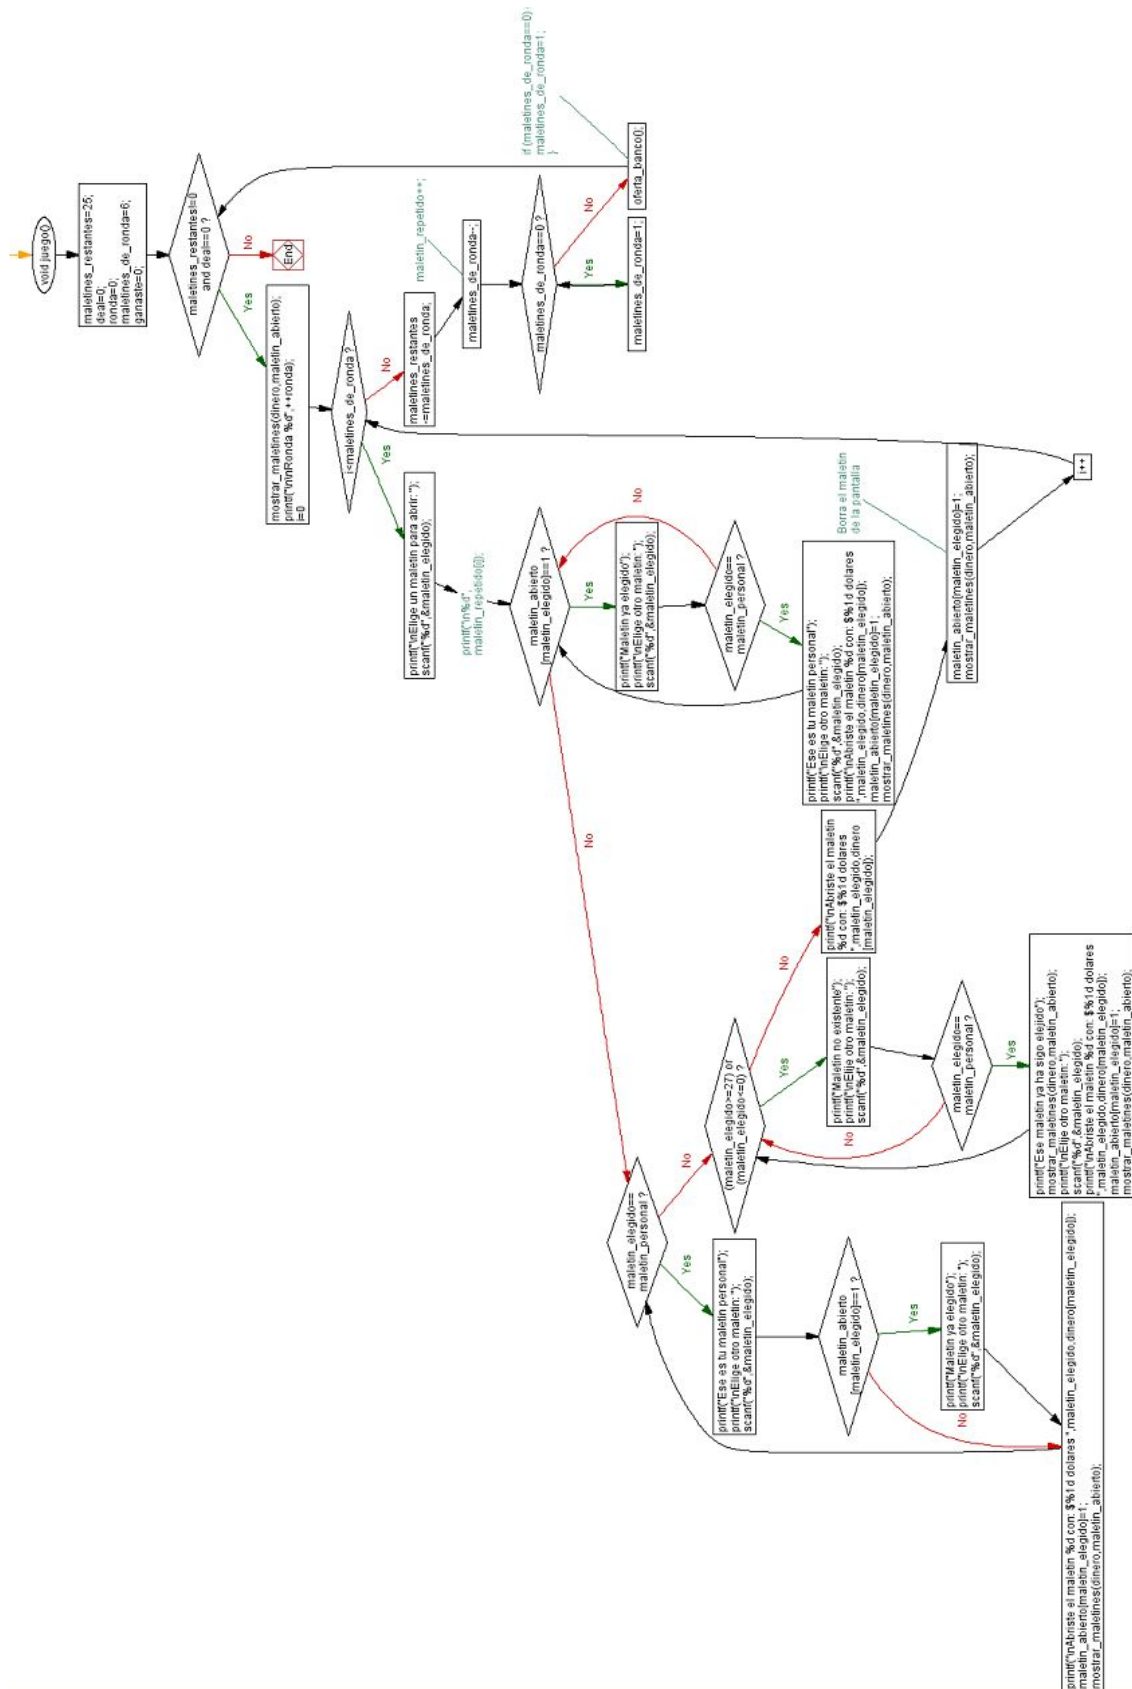 void juego()
maletines_restantes=25;
deal=0;
ronda=0;
maletines_de_ronda=6;
ganaste=0;
maletines_restantes!=0
and deal==0 ?
No
End
Yes
mostrar_maletines(dinero,maletin_abierto);
printf("\n\nRonda %d",++ronda);
i=0
i<maletines_de_ronda ?
No
maletines_restantes
-=maletines_de_ronda;
maletin_repetido++;
maletines_de_ronda--;
maletines_de_ronda==0 ?
Yes
maletines_de_ronda=1;
No
oferta_banco();
if (maletines_de_ronda==0){
maletines_de_ronda=1;
}
Yes
printf("\nElige un maletin para abrir: ");
scanf("%d",&maletin_elegido);
printf("\n%d",
maletin_repetido[i]);
maletin_abierto
[maletin_elegido]==1 ?
Yes
printf("Maletin ya elegido");
printf("\nElige otro maletin: ");
scanf("%d",&maletin_elegido);
maletin_elegido==
maletin_personal ?
No
Yes
printf("Ese es tu maletin personal");
printf("\nElige otro maletin: ");
scanf("%d",&maletin_elegido);
printf("\nAbriste el maletin %d con: $%1d dolares
",maletin_elegido,dinero[maletin_elegido]);
maletin_abierto[maletin_elegido]=1;
mostrar_maletines(dinero,maletin_abierto);
No
maletin_elegido==
maletin_personal ?
No
(maletin_elegido>=27) or
(maletin_elegido<=0) ?
No
printf("\nAbriste el maletin
%d con: $%1d dolares
",maletin_elegido,dinero
[maletin_elegido]);
Borra el maletin
de la pantalla
maletin_abierto[maletin_elegido]=1;
mostrar_maletines(dinero,maletin_abierto);
i++
Yes
printf("Maletin no existente");
printf("\nElije otro maletin: ");
scanf("%d",&maletin_elegido);
maletin_elegido==
maletin_personal ?
No
Yes
printf("Ese maletin ya ha sigo elejido");
mostrar_maletines(dinero,maletin_abierto);
printf("\nElige otro maletin: ");
scanf("%d",&maletin_elegido);
printf("\nAbriste el maletin %d con: $%1d dolares
",maletin_elegido,dinero[maletin_elegido]);
maletin_abierto[maletin_elegido]=1;
mostrar_maletines(dinero,maletin_abierto);
Yes
printf("Ese es tu maletin personal");
printf("\nElige otro maletin: ");
scanf("%d",&maletin_elegido);
maletin_abierto
[maletin_elegido]==1 ?
Yes
printf("Maletin ya elegido");
printf("\nElige otro maletin: ");
scanf("%d",&maletin_elegido);
No
printf("\nAbriste el maletin %d con: $%1d dolares ",maletin_elegido,dinero[maletin_elegido]);
maletin_abierto[maletin_elegido]=1;
mostrar_maletines(dinero,maletin_abierto);